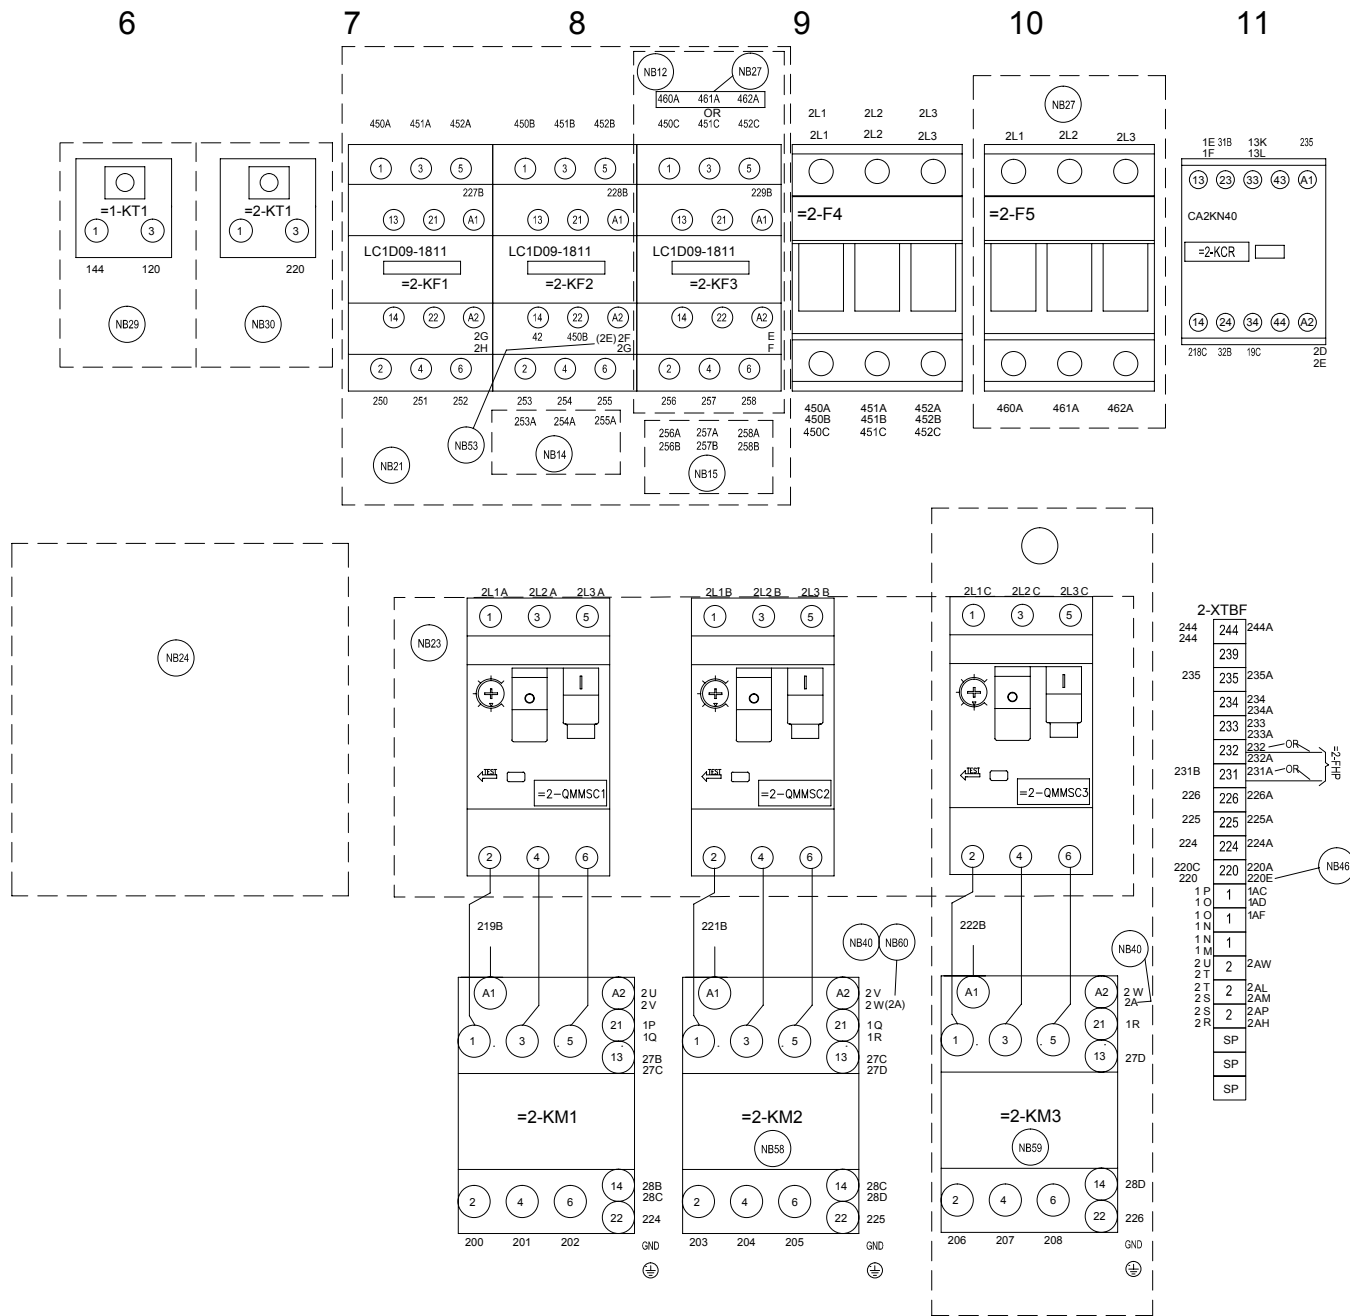 6 7 8 9 10 11
NB12 NB27
460A 461A 462A
OR
450A 451A 452A 450B 451B 452B 450C 451C 452C
2L1 2L2 2L3
2L1 2L2 2L3
NB27
2L1 2L2 2L3
1E 31B 13K 235
1F 13L
=1-KT1
1 3
144 120
NB29
=2-KT1
1 3
220
NB30
1 3 5
227B
13 21 A1
LC1D09-1811
=2-KF1
14 22 A2
2G
2H
2 4 6
250 251 252
1 3 5
228B
13 21 A1
LC1D09-1811
=2-KF2
14 22 A2
42 450B (2E) 2F
2G
2 4 6
253 254 255
253A 254A 255A
NB14
NB53
NB21
1 3 5
229B
13 21 A1
LC1D09-1811
=2-KF3
14 22 A2
E
F
2 4 6
256 257 258
256A 257A 258A
256B 257B 258B
NB15
=2-F4
450A 451A 452A
450B 451B 452B
450C 451C 452C
=2-F5
460A 461A 462A
13 23 33 43 A1
CA2KN40
=2-KCR
14 24 34 44 A2
218C 32B 19C 2D
2E
NB24
NB23
2L1 A 2L2 A 2L3 A
1 3 5
TEST
=2-QMMSC1
2 4 6
219B
2L1 B 2L2 B 2L3 B
1 3 5
TEST
=2-QMMSC2
2 4 6
221B
2L1 C 2L2 C 2L3 C
1 3 5
TEST
=2-QMMSC3
2 4 6
222B
NB40 NB60
NB40
A1 A2 2 U
2 V
21 1P
1Q
1 3 5
13 27B
27C
=2-KM1
14 28B
28C
2 4 6
22 224
200 201 202 GND
A1 A2 2 V
2 W(2A)
21 1Q
1R
1 3 5
13 27C
27D
=2-KM2
NB58
14 28C
28D
2 4 6
22 225
203 204 205 GND
A1 A2 2 W
2A
21 1R
1 3 5
13 27D
=2-KM3
NB59
14 28D
2 4 6
22 226
206 207 208 GND
2-XTBF
244 244 244A
244
239
235 235 235A
234 234
234A
233 233
233A
232 232 OR
232A
231B 231 231A OR
=2-FHP
226 226 226A
225 225 225A
224 224 224A
220C 220 220A
220 220E
NB46
1 P 1 1AC
1 O 1AD
1 O 1 1AF
1 N
1 N 1
1 M
2 U 2 2AW
2 T
2 T 2 2AL
2 S 2AM
2 S 2 2AP
2 R 2AH
SP
SP
SP